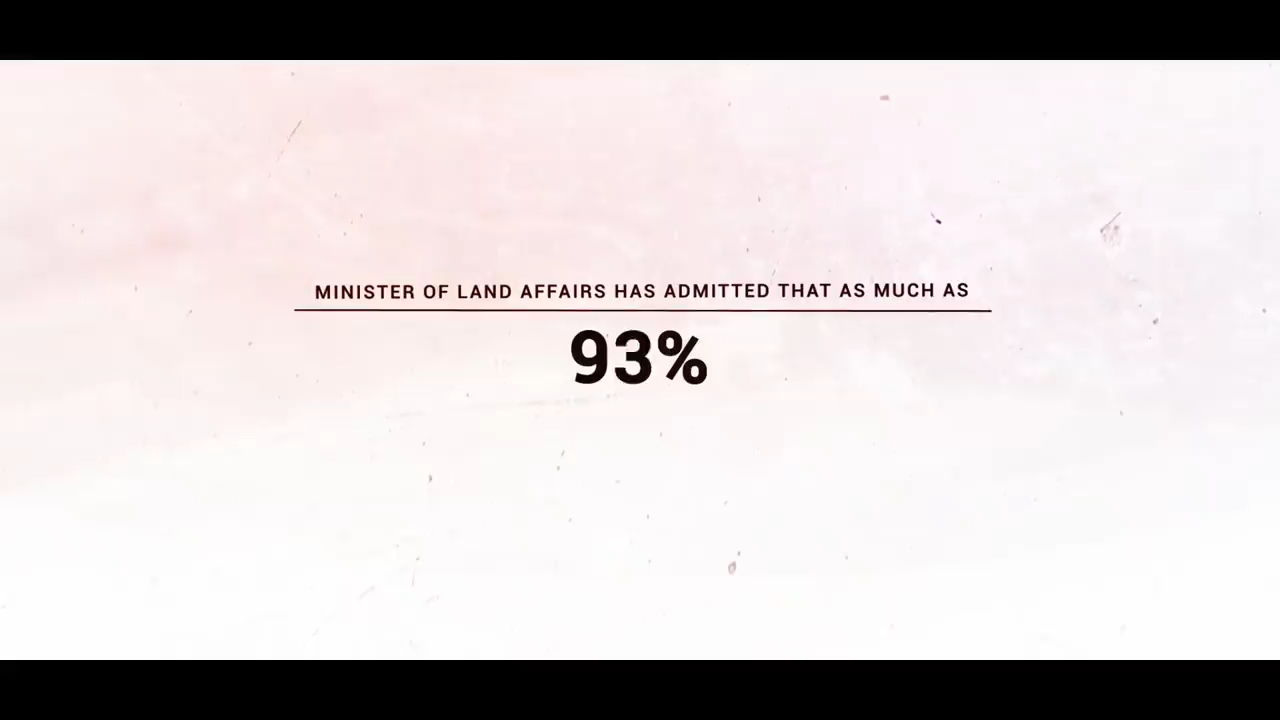 MINISTER OF LAND AFFAIRS HAS ADMITTED THAT AS MUCH AS
93%